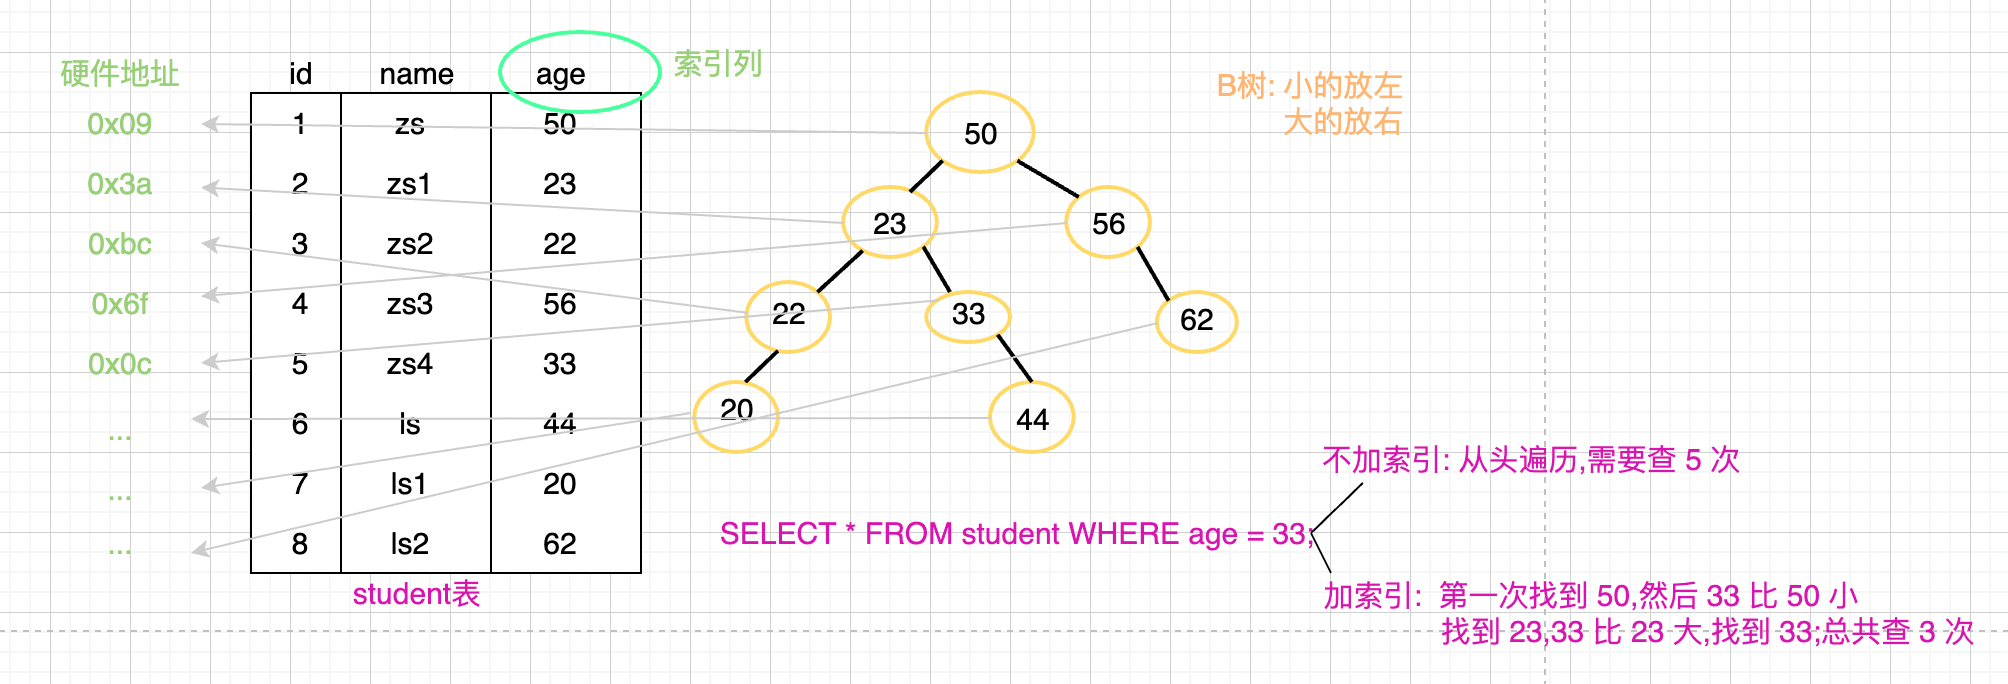 硬件地址 id name age 索引列
B树: 小的放左
大的放右
0x09 1 zs 50
0x3a 2 zs1 23
0xbc 3 zs2 22
0x6f 4 zs3 56
0x0c 5 zs4 33
... 6 ls 44
... 7 ls1 20
... 8 ls2 62
student表
50
23 56
22 33 62
20 44
不加索引: 从头遍历,需要查 5 次
SELECT * FROM student WHERE age = 33;
加索引: 第一次找到 50,然后 33 比 50 小
找到 23,33 比 23 大,找到 33;总共查 3 次